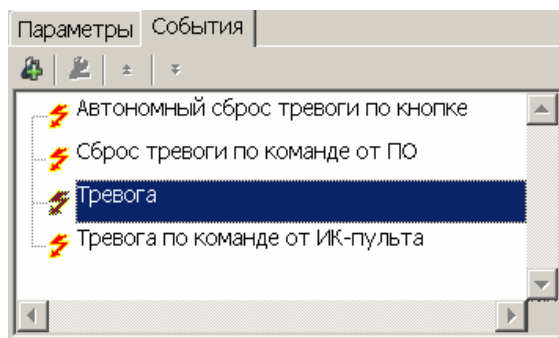 Параметры События
Автономный сброс тревоги по кнопке
Сброс тревоги по команде от ПО
Тревога
Тревога по команде от ИК-пульта